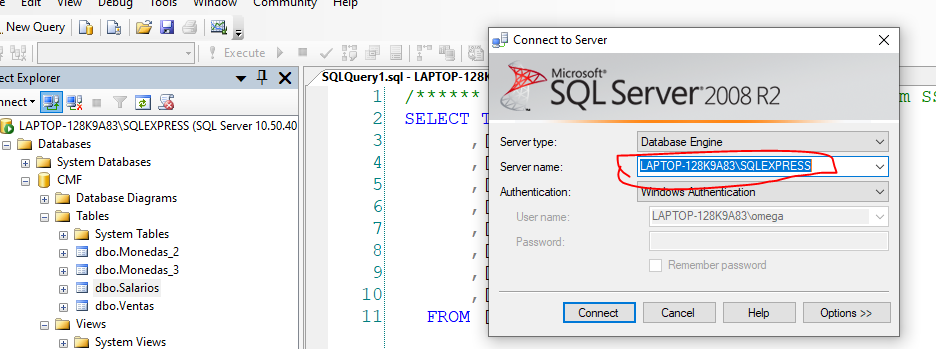 w Debug Tools Window Community Help
New Query
Execute
ct Explorer
nnect
LAPTOP-128K9A83\SQLEXPRESS (SQL Server 10.50.40
Databases
System Databases
CMF
Database Diagrams
Tables
System Tables
dbo.Monedas_2
dbo.Monedas_3
dbo.Salarios
dbo.Ventas
Views
System Views
SQLQuery1.sql - LAPTOP-128K
1 /****** m SS
2 SELECT T
3 ,[
4 ,[
5 ,[
6 ,[
7 ,[
8 ,[
9 ,[
10 ,[
11 FROM [
Connect to Server
Microsoft®
SQL Server® 2008 R2
Server type: Database Engine
Server name: LAPTOP-128K9A83\SQLEXPRESS
Authentication: Windows Authentication
User name: LAPTOP-128K9A83\omega
Password:
Remember password
Connect Cancel Help Options >>